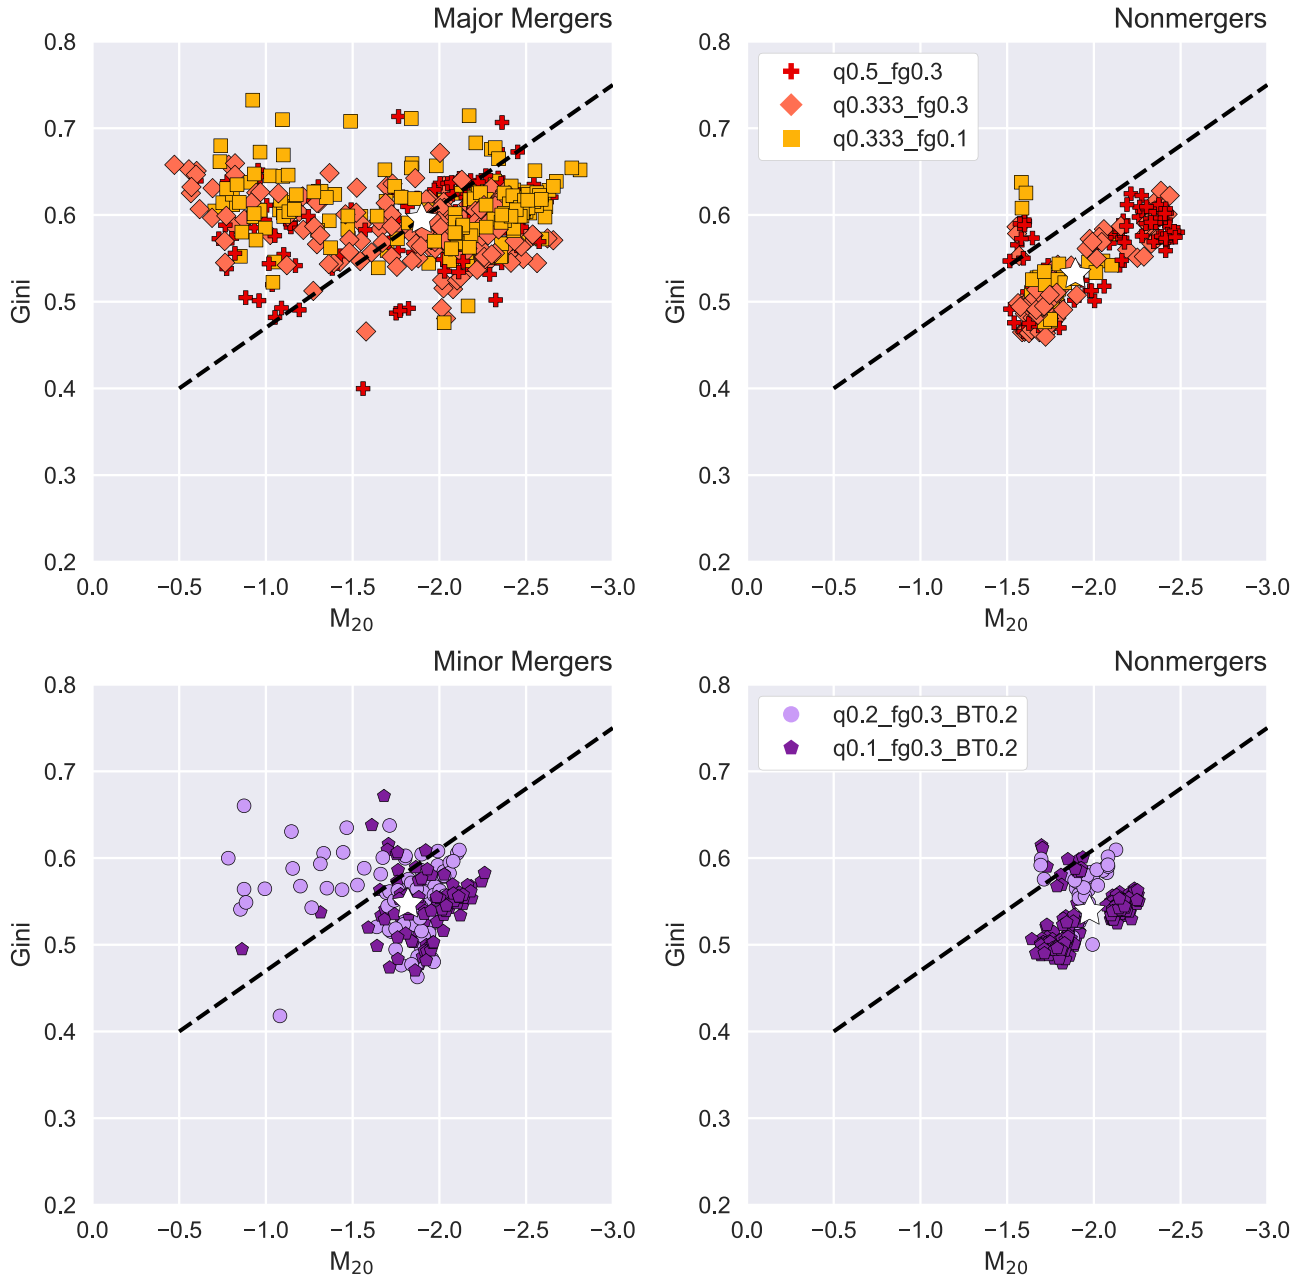 Major Mergers
0.8
0.7
0.6
0.5
0.4
0.3
0.2
Gini
0.0 −0.5 −1.0 −1.5 −2.0 −2.5 −3.0
M₂₀
Nonmergers
q0.5_fg0.3
q0.333_fg0.3
q0.333_fg0.1
0.8
0.7
0.6
0.5
0.4
0.3
0.2
Gini
0.0 −0.5 −1.0 −1.5 −2.0 −2.5 −3.0
M₂₀
Minor Mergers
0.8
0.7
0.6
0.5
0.4
0.3
0.2
Gini
0.0 −0.5 −1.0 −1.5 −2.0 −2.5 −3.0
M₂₀
Nonmergers
q0.2_fg0.3_BT0.2
q0.1_fg0.3_BT0.2
0.8
0.7
0.6
0.5
0.4
0.3
0.2
Gini
0.0 −0.5 −1.0 −1.5 −2.0 −2.5 −3.0
M₂₀